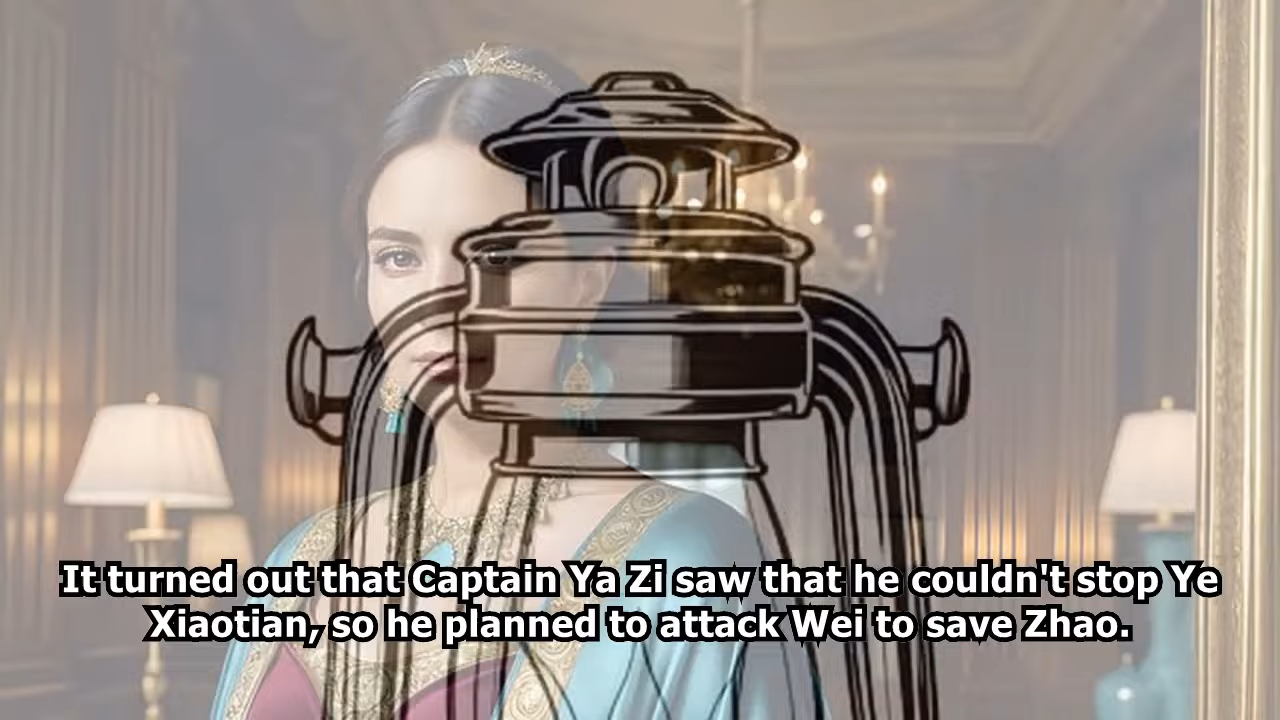 It turned out that Captain Ya Zi saw that he couldn't stop Ye
Xiaotian, so he planned to attack Wei to save Zhao.